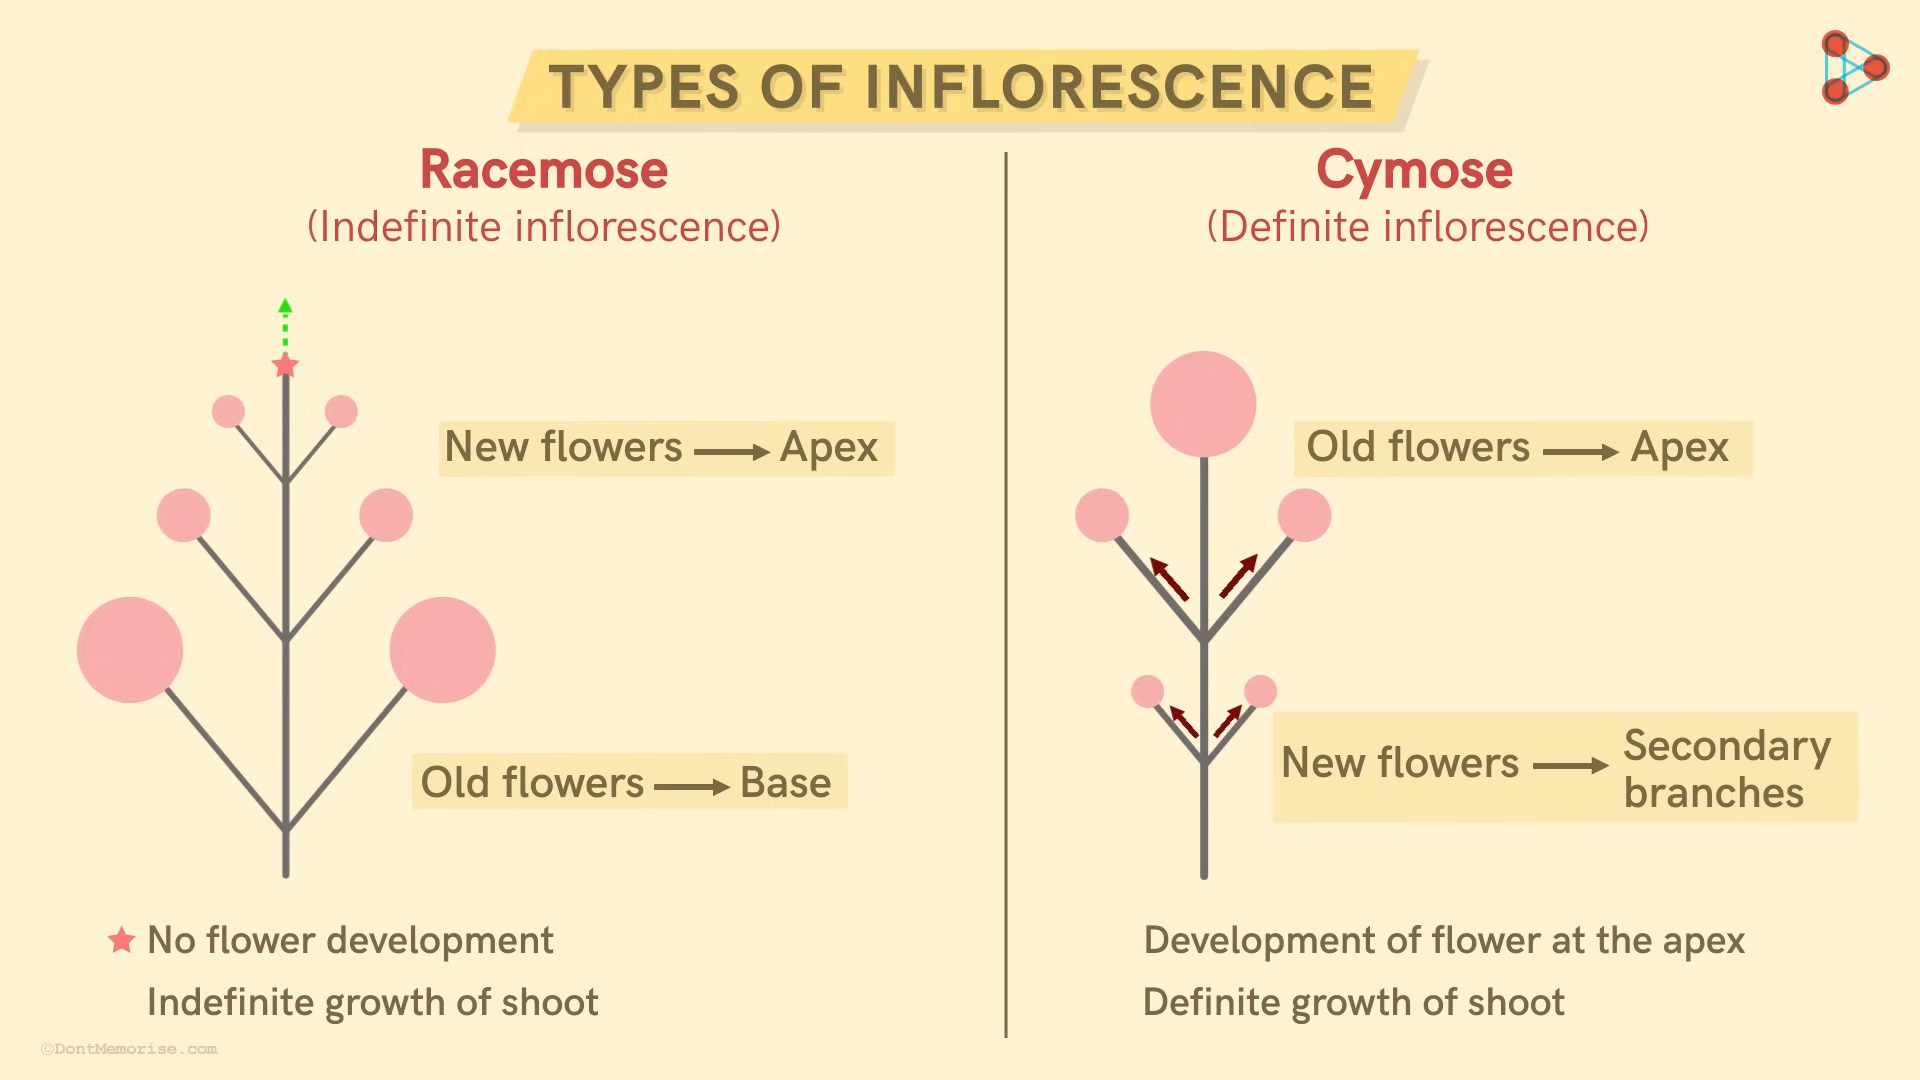 TYPES OF INFLORESCENCE
Racemose
(Indefinite inflorescence)
New flowers → Apex
Old flowers → Base
★ No flower development
Indefinite growth of shoot
Cymose
(Definite inflorescence)
Old flowers → Apex
New flowers → Secondary
branches
Development of flower at the apex
Definite growth of shoot
©DontMemorise.com